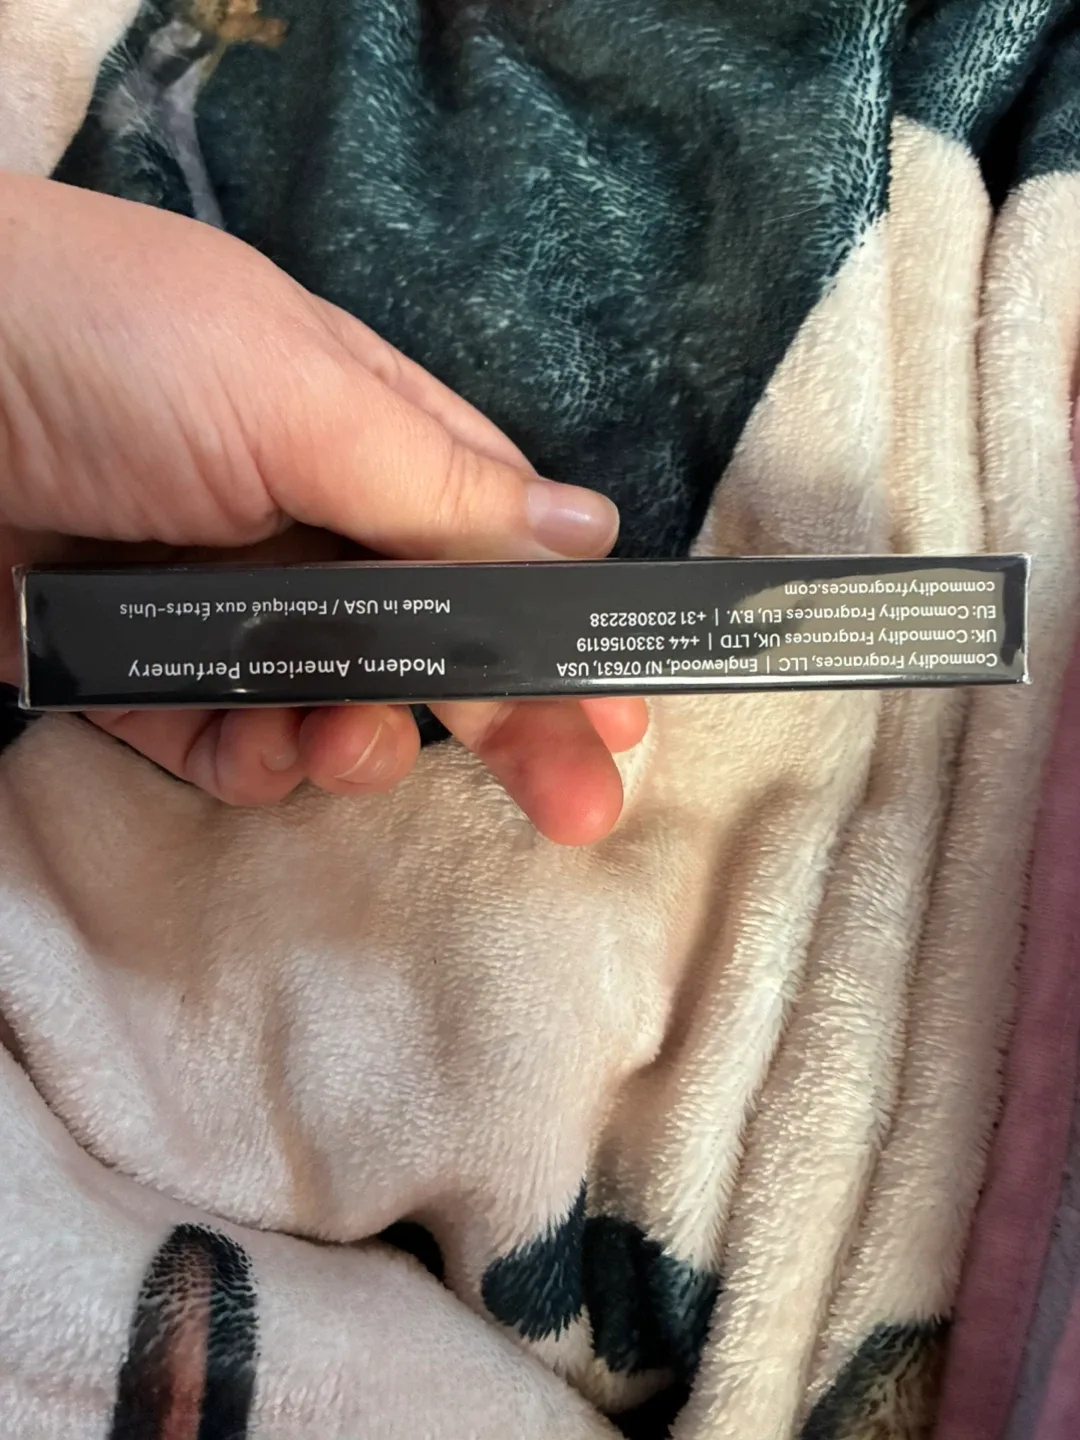 Commodity Fragrances, LLC | Englewood, NJ 07631, USA
UK: Commodity Fragrances UK, LTD | +44 3330156119
EU: Commodity Fragrances EU, B.V. | +31 203082238
commodityfragrances.com
Modern, American Perfumery
Made in USA / Fabriqué aux États-Unis